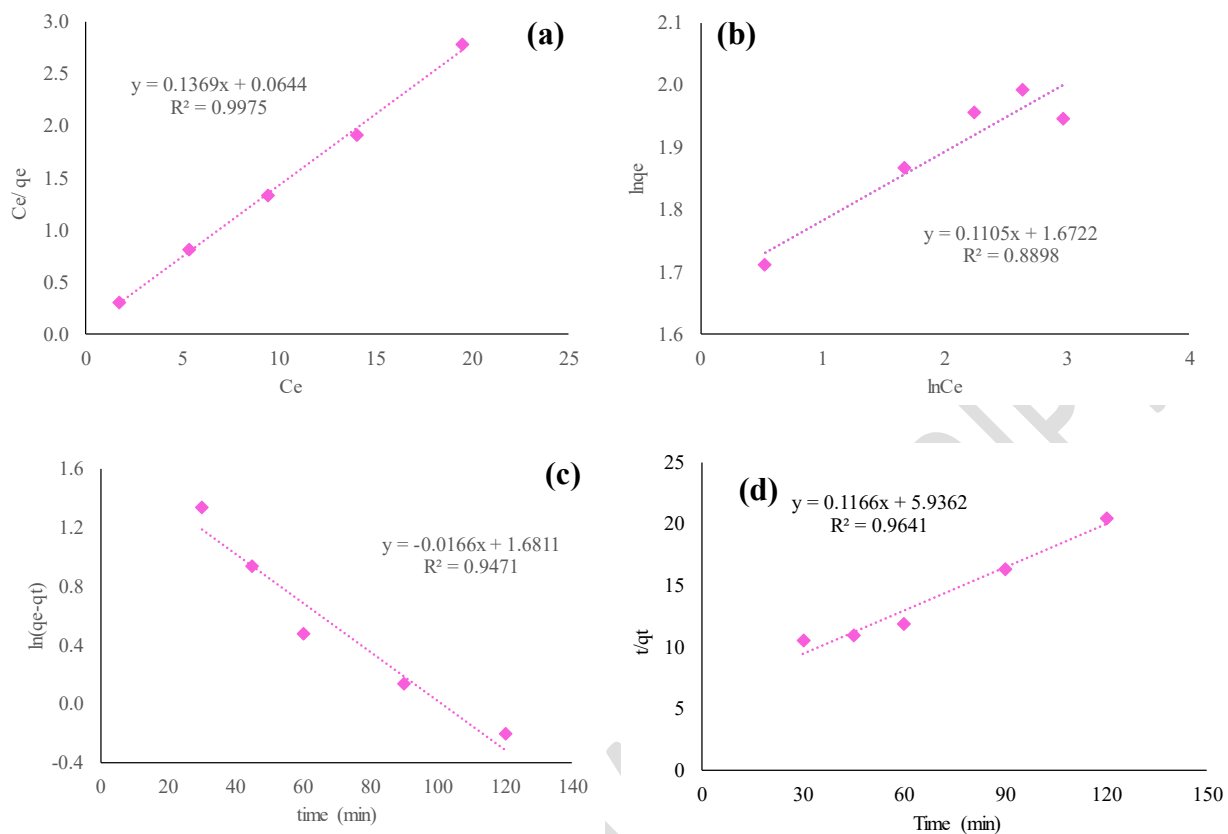 (a)
y = 0.1369x + 0.0644
R² = 0.9975
Ce/ qe
3.0
2.5
2.0
1.5
1.0
0.5
0.0
0 5 10 15 20 25
Ce
(b)
y = 0.1105x + 1.6722
R² = 0.8898
lnqe
2.1
2.0
1.9
1.8
1.7
1.6
0 1 2 3 4
lnCe
(c)
y = -0.0166x + 1.6811
R² = 0.9471
ln(qe-qt)
1.6
1.2
0.8
0.4
0.0
-0.4
0 20 40 60 80 100 120 140
time (min)
(d)
y = 0.1166x + 5.9362
R² = 0.9641
t/qt
25
20
15
10
5
0
0 30 60 90 120 150
Time (min)